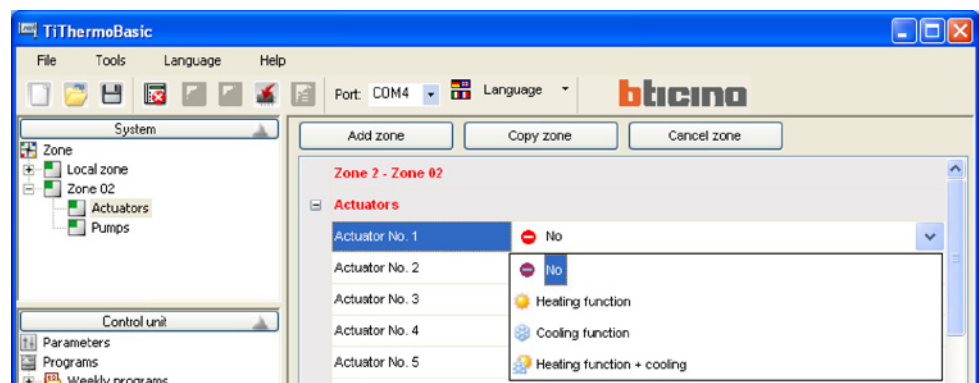 TiThermoBasic
File Tools Language Help
Port: COM4 Language bticino
System
Zone
Local zone
Zone 02
Actuators
Pumps
Control unit
Parameters
Programs
Weekly programs
Add zone Copy zone Cancel zone
Zone 2 - Zone 02
Actuators
Actuator No. 1 No
Actuator No. 2 No
Actuator No. 3 Heating function
Actuator No. 4 Cooling function
Actuator No. 5 Heating function + cooling